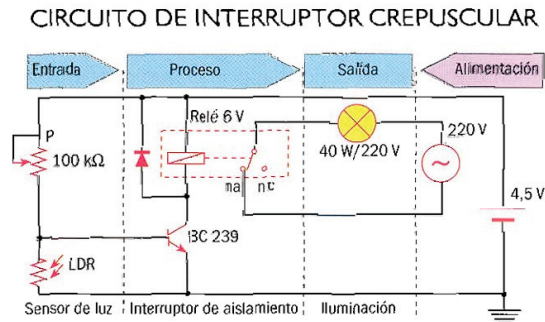 CIRCUITO DE INTERRUPTOR CREPUSCULAR
Entrada
Proceso
Salida
Alimentación
P
100 kΩ
Relé 6 V
40 W/220 V
220 V
na
nc
BC 239
4,5 V
LDR
Sensor de luz
Interruptor de aislamiento
Iluminación